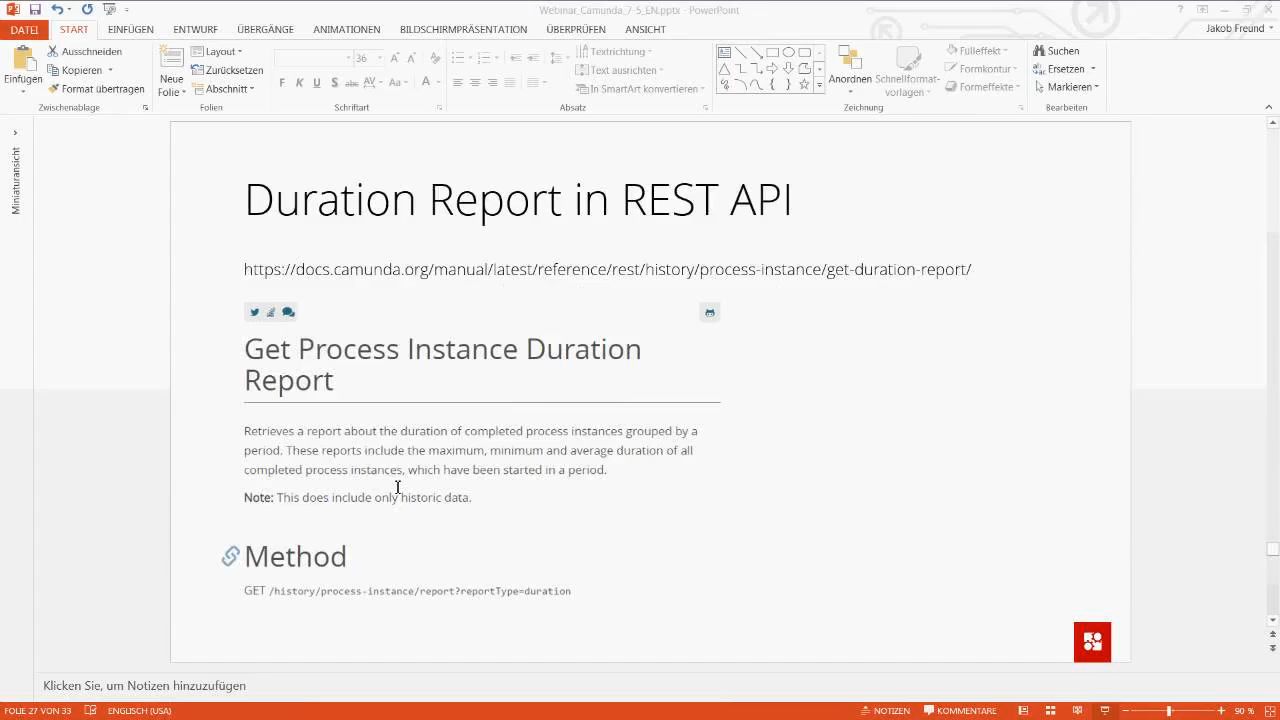 Webinar_Camunda_7-5_EN.pptx - PowerPoint
DATEI START EINFÜGEN ENTWURF ÜBERGÄNGE ANIMATIONEN BILDSCHIRMPRÄSENTATION ÜBERPRÜFEN ANSICHT Jakob Freund
Einfügen
Ausschneiden
Kopieren
Format übertragen
Zwischenablage
Neue Folie
Layout
Zurücksetzen
Abschnitt
Folien
36
F K U S abc AV Aa A
Schriftart
Textrichtung
Text ausrichten
In SmartArt konvertieren
Absatz
Anordnen
Schnellformat-
vorlagen
Fülleffekt
Formkontur
Formeffekte
Zeichnung
Suchen
Ersetzen
Markieren
Bearbeiten
Miniaturansicht
Duration Report in REST API
https://docs.camunda.org/manual/latest/reference/rest/history/process-instance/get-duration-report/
Get Process Instance Duration
Report
Retrieves a report about the duration of completed process instances grouped by a
period. These reports include the maximum, minimum and average duration of all
completed process instances, which have been started in a period.
Note: This does include only historic data.
Method
GET /history/process-instance/report?reportType=duration
Klicken Sie, um Notizen hinzuzufügen
FOLIE 27 VON 33 ENGLISCH (USA) NOTIZEN KOMMENTARE 90 %